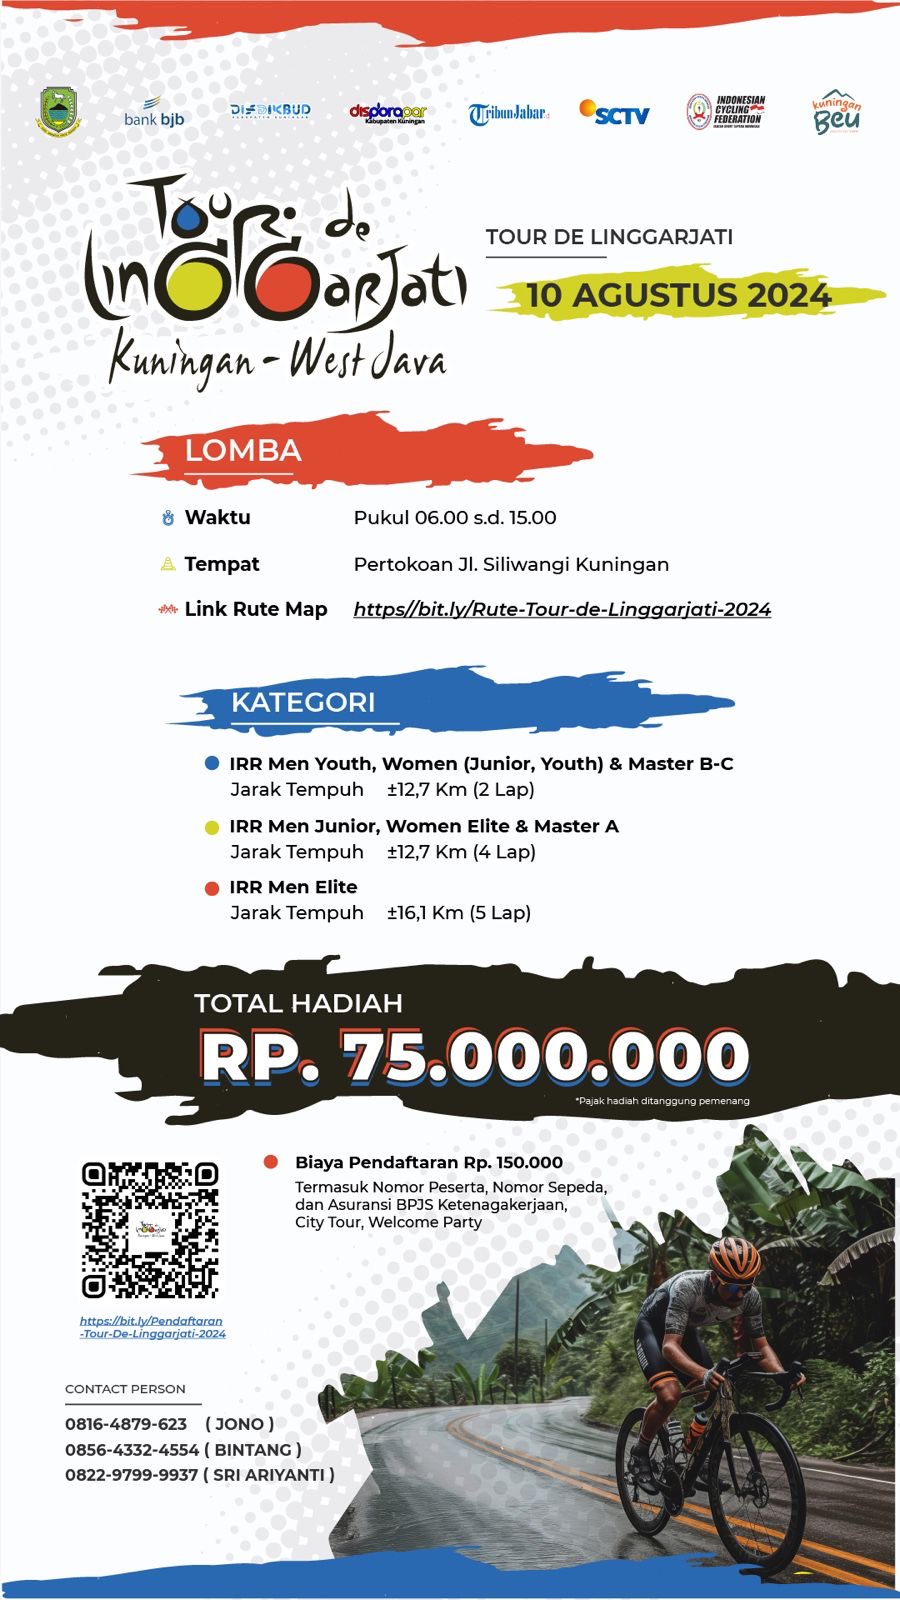 bank bjb
DISDIKBUD
KABUPATEN KUNINGAN
disporapar
Kabupaten Kuningan
TribunJabar.id
SCTV
INDONESIAN
CYCLING
FEDERATION
kuningan
Beu
Tour de
Linggarjati
Kuningan - West Java
TOUR DE LINGGARJATI
10 AGUSTUS 2024
LOMBA
Waktu Pukul 06.00 s.d. 15.00
Tempat Pertokoan Jl. Siliwangi Kuningan
Link Rute Map https//bit.ly/Rute-Tour-de-Linggarjati-2024
KATEGORI
IRR Men Youth, Women (Junior, Youth) & Master B-C
Jarak Tempuh ±12,7 Km (2 Lap)
IRR Men Junior, Women Elite & Master A
Jarak Tempuh ±12,7 Km (4 Lap)
IRR Men Elite
Jarak Tempuh ±16,1 Km (5 Lap)
TOTAL HADIAH
RP. 75.000.000
*Pajak hadiah ditanggung pemenang
Biaya Pendaftaran Rp. 150.000
Termasuk Nomor Peserta, Nomor Sepeda,
dan Asuransi BPJS Ketenagakerjaan,
City Tour, Welcome Party
https://bit.ly/Pendaftaran
-Tour-De-Linggarjati-2024
CONTACT PERSON
0816-4879-623 ( JONO )
0856-4332-4554 ( BINTANG )
0822-9799-9937 ( SRI ARIYANTI )